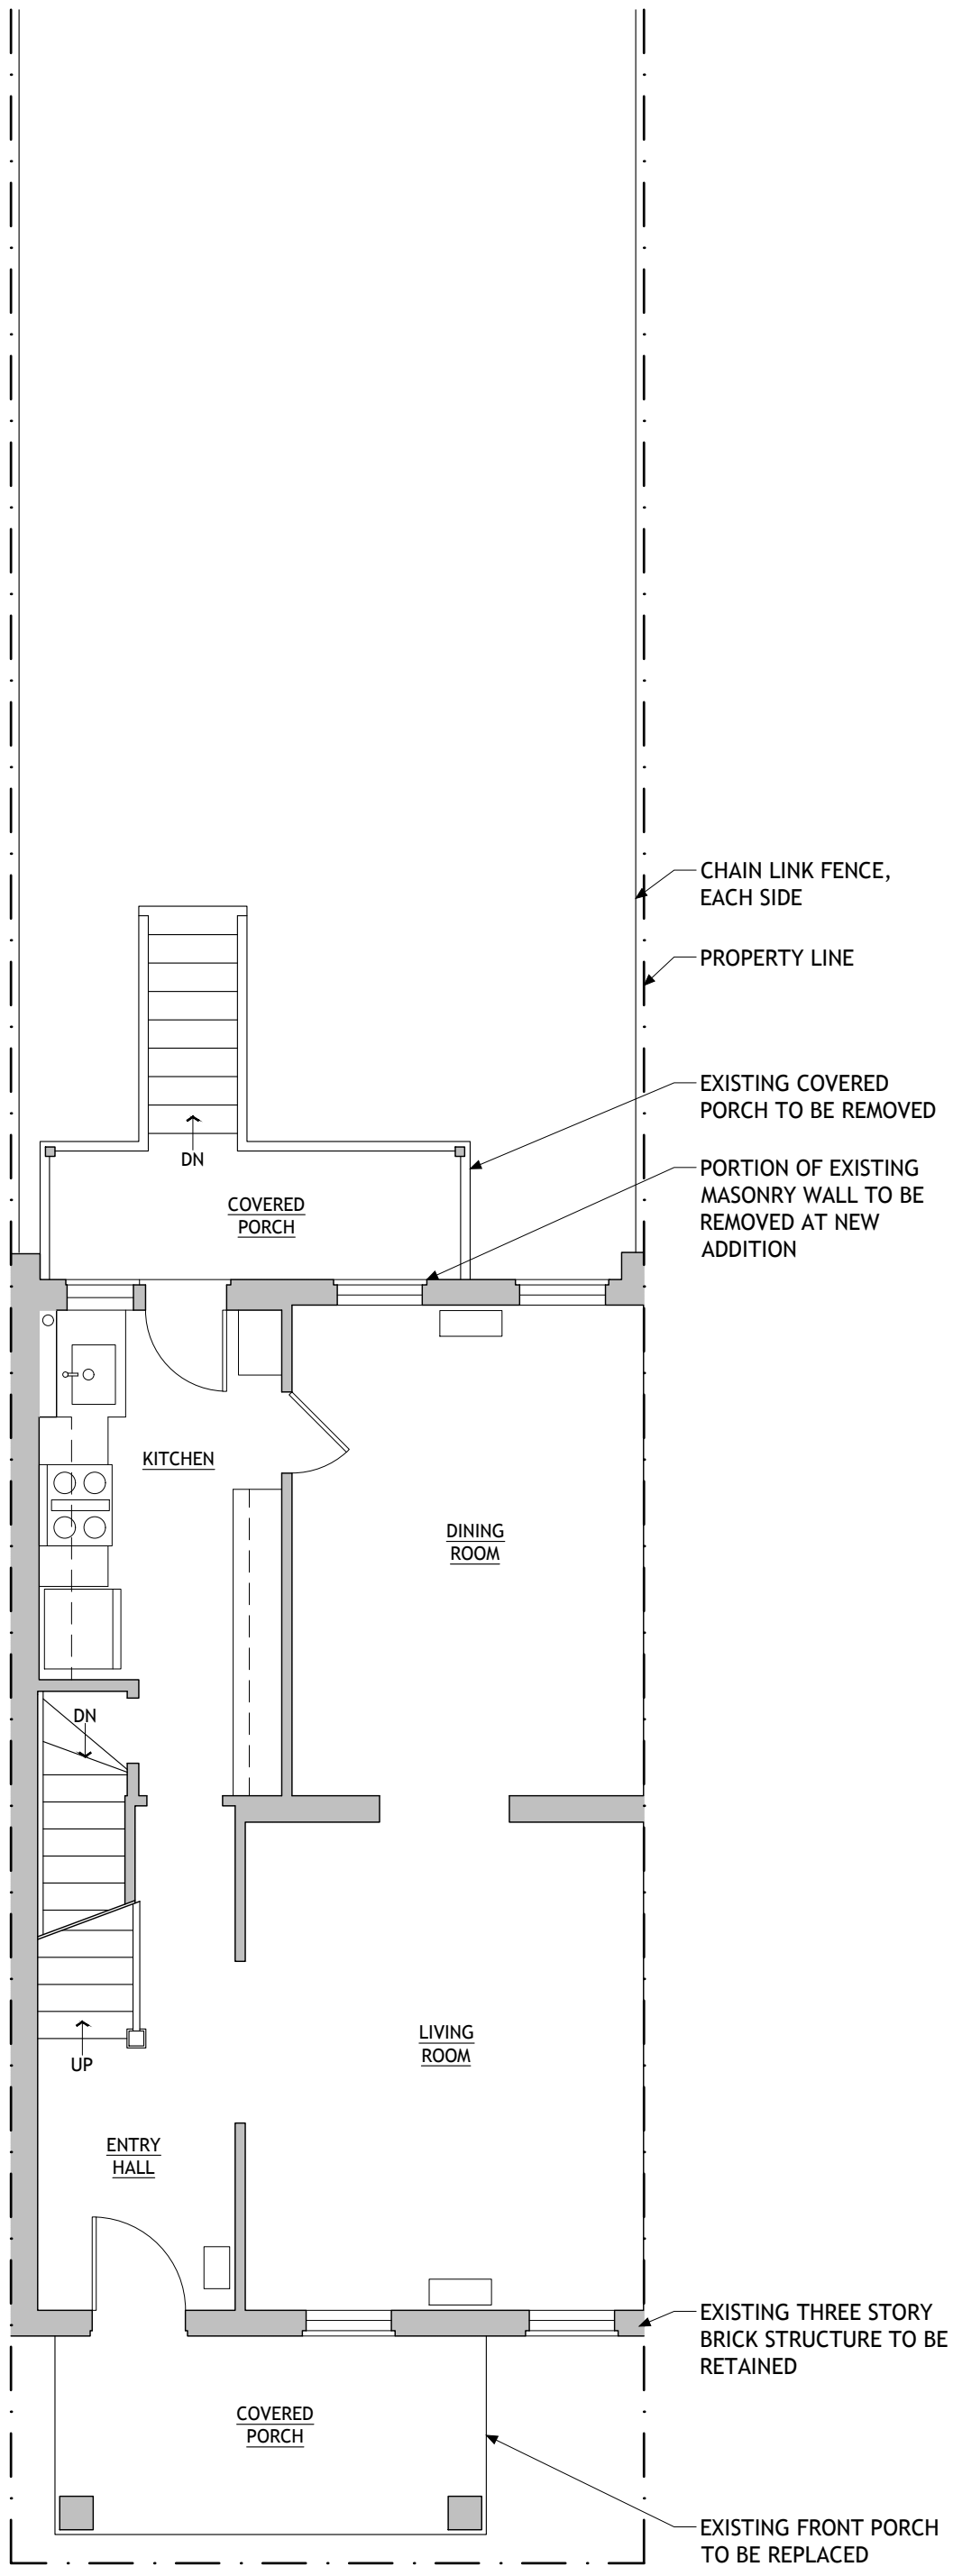 CHAIN LINK FENCE,
EACH SIDE
PROPERTY LINE
EXISTING COVERED
PORCH TO BE REMOVED
DN
PORTION OF EXISTING
MASONRY WALL TO BE
REMOVED AT NEW
ADDITION
COVERED
PORCH
KITCHEN
DINING
ROOM
DN
LIVING
ROOM
UP
ENTRY
HALL
EXISTING THREE STORY
BRICK STRUCTURE TO BE
RETAINED
COVERED
PORCH
EXISTING FRONT PORCH
TO BE REPLACED